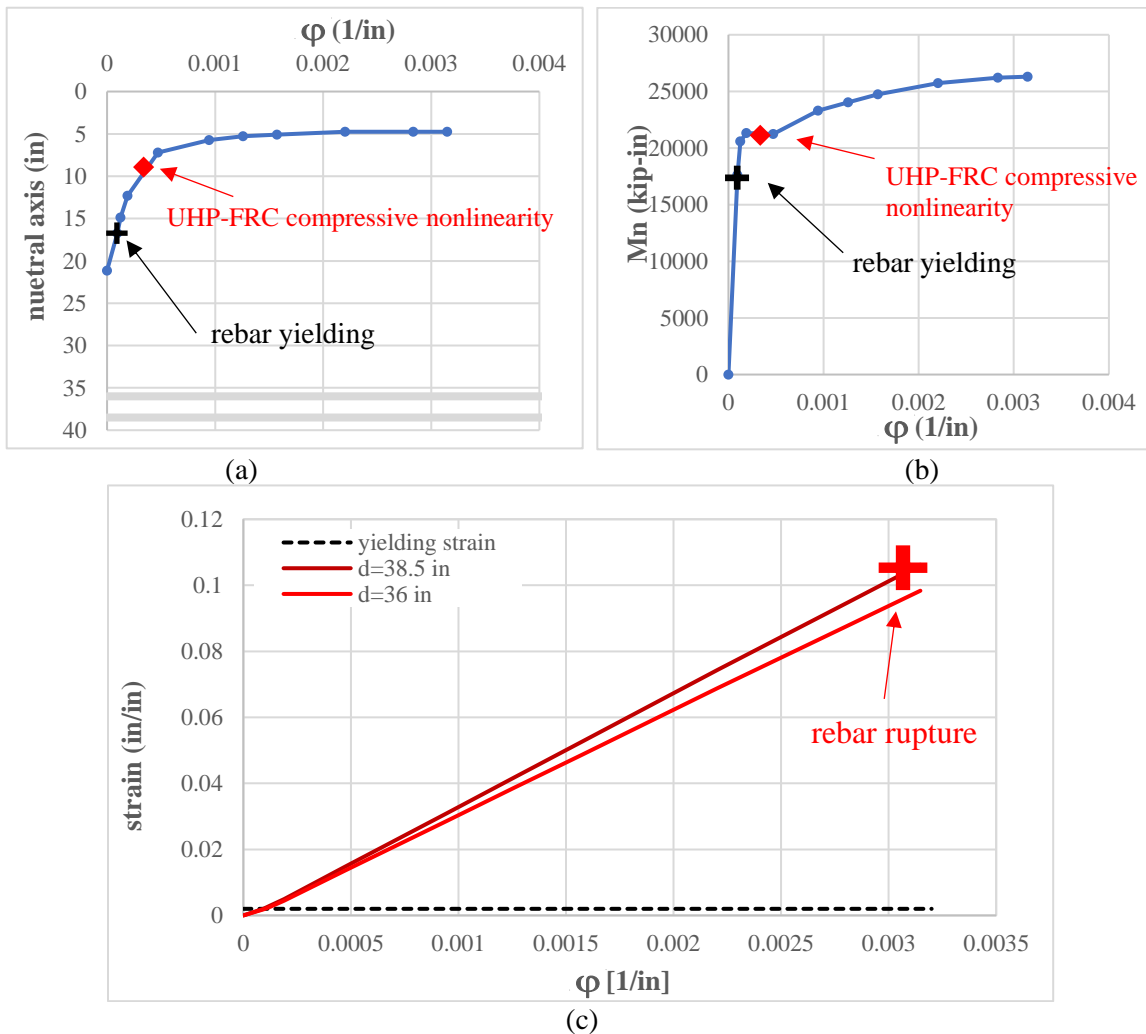 φ (1/in)
0 0.001 0.002 0.003 0.004
0
5
10
15
20
25
30
35
40
nuetral axis (in)
UHP-FRC compressive nonlinearity
rebar yielding
(a)
30000
25000
20000
15000
10000
5000
0
Mn (kip-in)
UHP-FRC compressive
nonlinearity
rebar yielding
0 0.001 0.002 0.003 0.004
φ (1/in)
(b)
0.12
0.1
0.08
0.06
0.04
0.02
0
strain (in/in)
yielding strain
d=38.5 in
d=36 in
rebar rupture
0 0.0005 0.001 0.0015 0.002 0.0025 0.003 0.0035
φ [1/in]
(c)